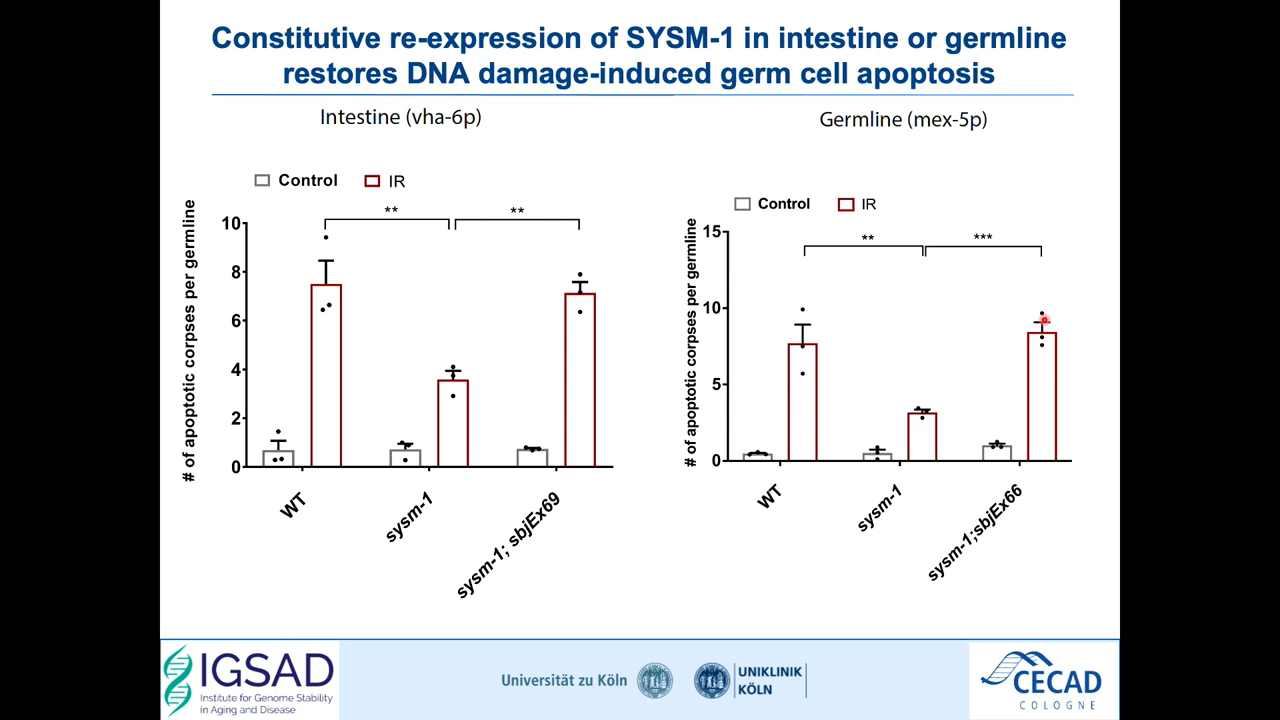 Constitutive re-expression of SYSM-1 in intestine or germline
restores DNA damage-induced germ cell apoptosis
Intestine (vha-6p)
Control
IR
**
**
# of apoptotic corpses per germline
10
8
6
4
2
0
WT
sysm-1
sysm-1; sbjEx69
Germline (mex-5p)
Control
IR
**
***
# of apoptotic corpses per germline
15
10
5
0
WT
sysm-1
sysm-1;sbjEx66
IGSAD
Institute for Genome Stability
in Aging and Disease
Universität zu Köln
UNIKLINIK
KÖLN
CECAD
COLOGNE